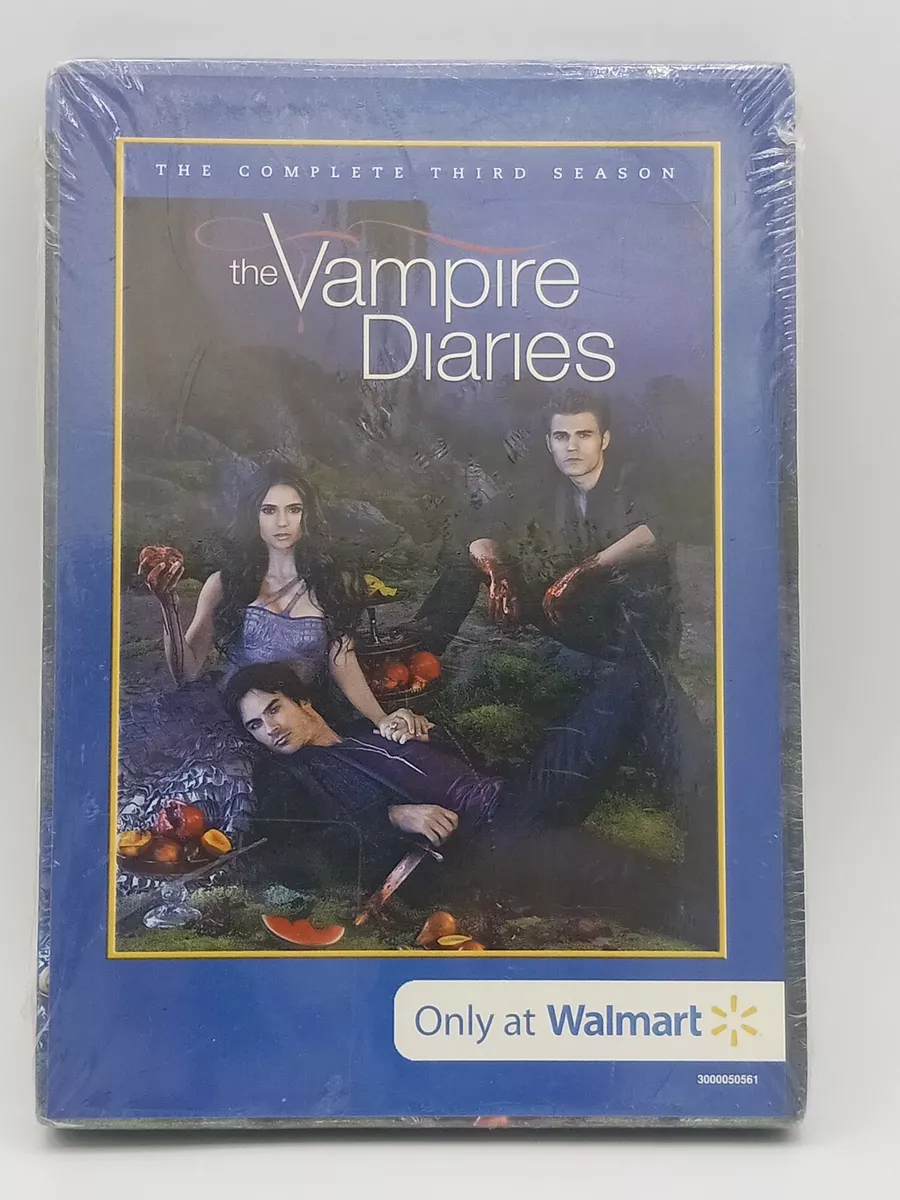 THE COMPLETE THIRD SEASON
the Vampire
Diaries
Only at Walmart
3000050561